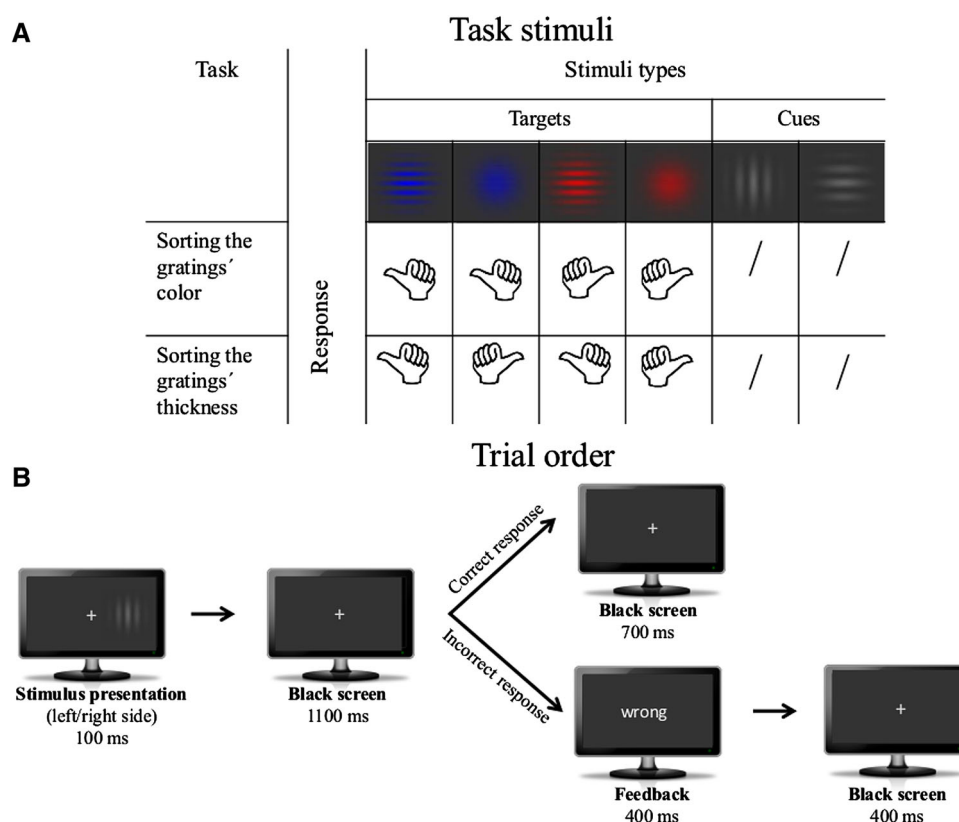 A
Task stimuli
Task
Stimuli types
Targets
Cues
Response
Sorting the
gratings´
color
/
/
Sorting the
gratings´
thickness
/
/
B
Trial order
+
Stimulus presentation
(left/right side)
100 ms
+
Black screen
1100 ms
Correct response
+
Black screen
700 ms
Incorrect response
wrong
Feedback
400 ms
+
Black screen
400 ms